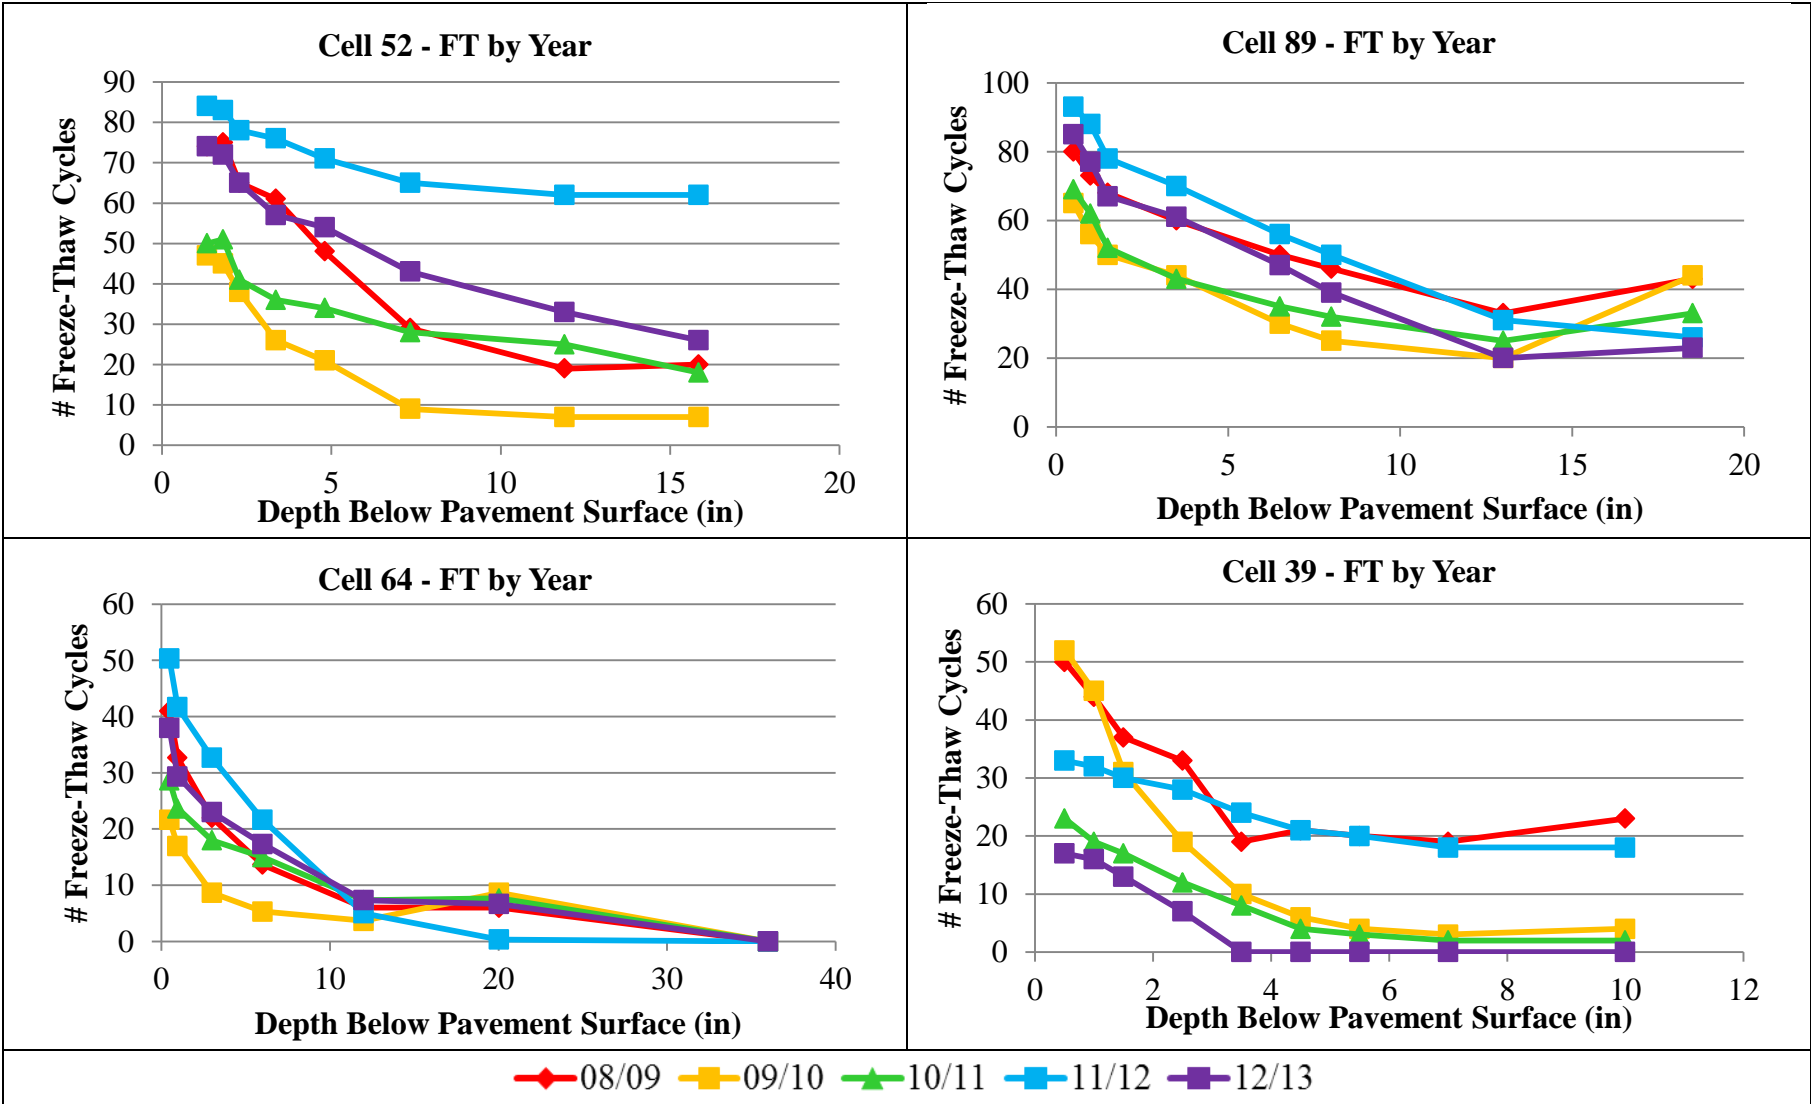 Cell 52 - FT by Year
# Freeze-Thaw Cycles
90
80
70
60
50
40
30
20
10
0
0 5 10 15 20
Depth Below Pavement Surface (in)
Cell 89 - FT by Year
# Freeze-Thaw Cycles
100
80
60
40
20
0
0 5 10 15 20
Depth Below Pavement Surface (in)
Cell 64 - FT by Year
# Freeze-Thaw Cycles
60
50
40
30
20
10
0
0 10 20 30 40
Depth Below Pavement Surface (in)
Cell 39 - FT by Year
# Freeze-Thaw Cycles
60
50
40
30
20
10
0
0 2 4 6 8 10 12
Depth Below Pavement Surface (in)
08/09 09/10 10/11 11/12 12/13